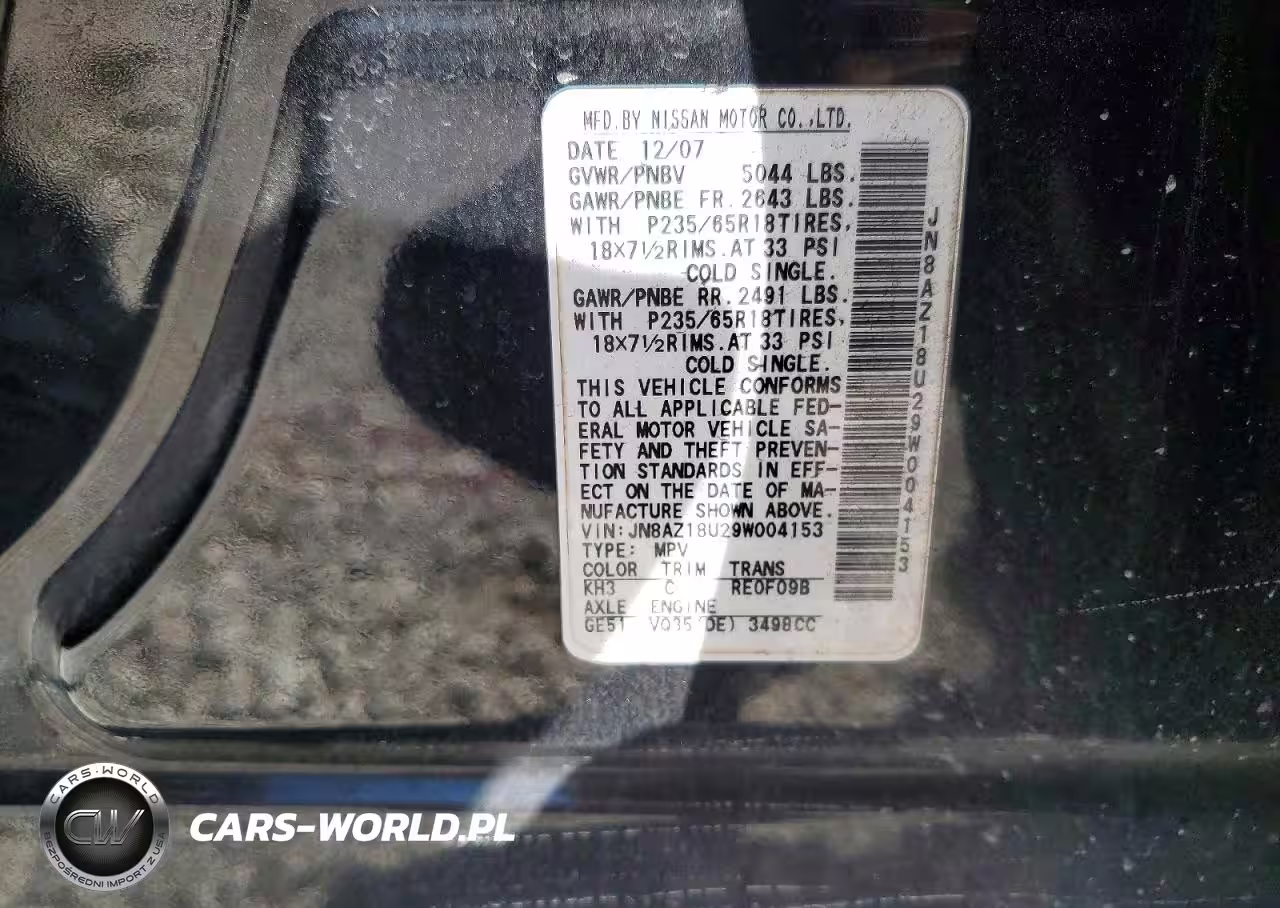 MFD.BY NISSAN MOTOR CO.,LTD.
DATE 12/07
GVWR/PNBV 5044 LBS.
GAWR/PNBE FR. 2643 LBS.
WITH P235/65R18TIRES,
18X7½RIMS.AT 33 PSI
COLD SINGLE.
GAWR/PNBE RR. 2491 LBS.
WITH P235/65R18TIRES,
18X7½RIMS.AT 33 PSI
COLD SINGLE.
THIS VEHICLE CONFORMS
TO ALL APPLICABLE FED-
ERAL MOTOR VEHICLE SA-
FETY AND THEFT PREVEN-
TION STANDARDS IN EFF-
ECT ON THE DATE OF MA-
NUFACTURE SHOWN ABOVE.
VIN:JN8AZ18U29W004153
TYPE: MPV
COLOR TRIM TRANS
KH3 C RE0F09B
AXLE ENGINE
GE51 VQ35(DE) 3498CC
JN8AZ18U29W004153
CARS-WORLD
CW
BEZPOŚREDNI IMPORT Z USA
CARS-WORLD.PL